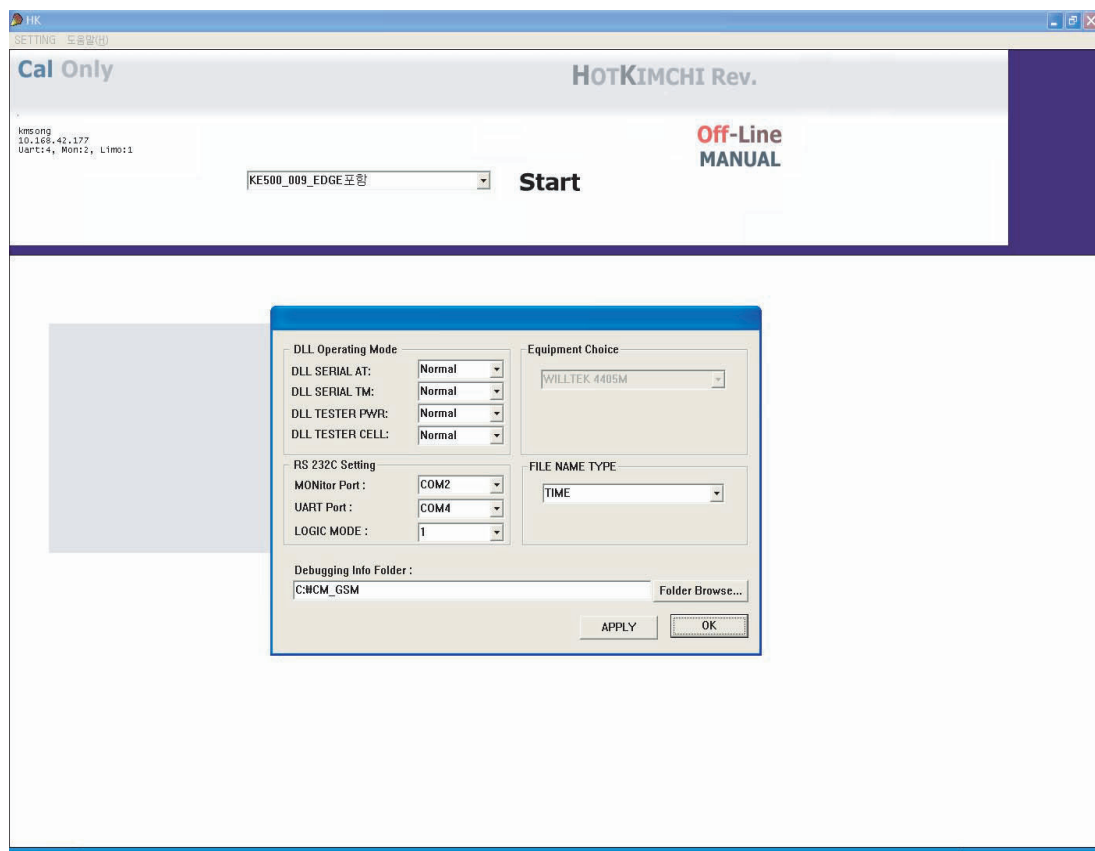 HK
SETTING 도움말(H)
Cal Only
HOTKIMCHI Rev.
kmsong
10.168.42.177
Uart:4, Mon:2, Limo:1
Off-Line
MANUAL
KE500_009_EDGE포함
Start
DLL Operating Mode
DLL SERIAL AT: Normal
DLL SERIAL TM: Normal
DLL TESTER PWR: Normal
DLL TESTER CELL: Normal
Equipment Choice
WILLTEK 4405M
RS 232C Setting
MONitor Port : COM2
UART Port : COM4
LOGIC MODE : 1
FILE NAME TYPE
TIME
Debugging Info Folder :
C:₩CM_GSM
Folder Browse...
APPLY
OK